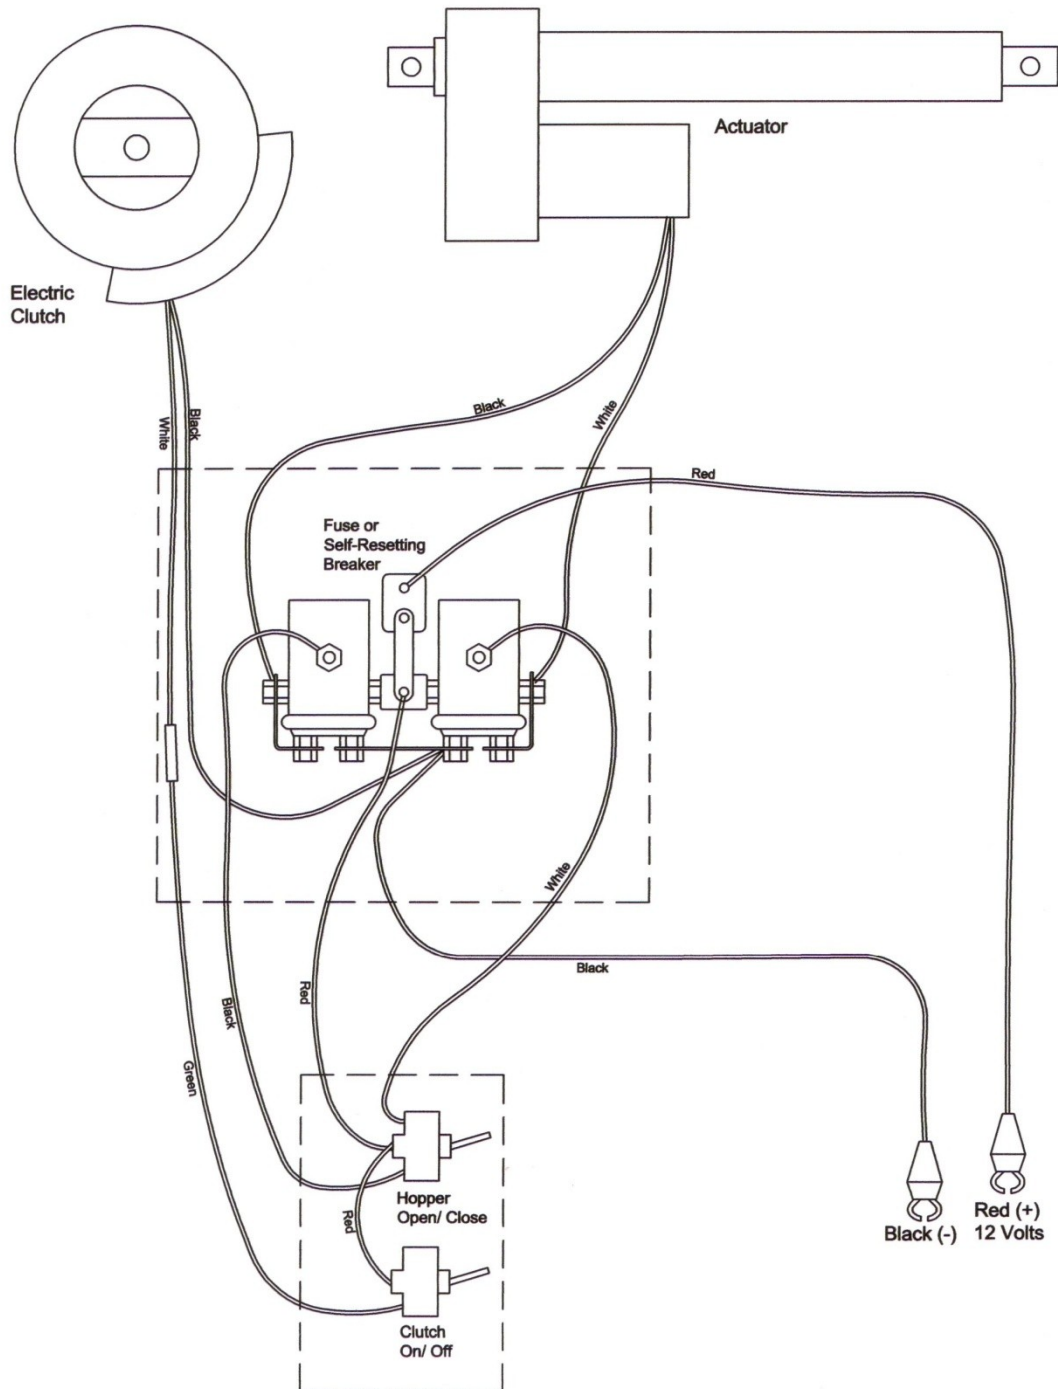 Actuator
Electric
Clutch
Black
White
Black
White
Red
Fuse or
Self-Resetting
Breaker
White
Black
Red
Black
Green
Hopper
Open/ Close
Red
Black (-)
Red (+)
12 Volts
Clutch
On/ Off